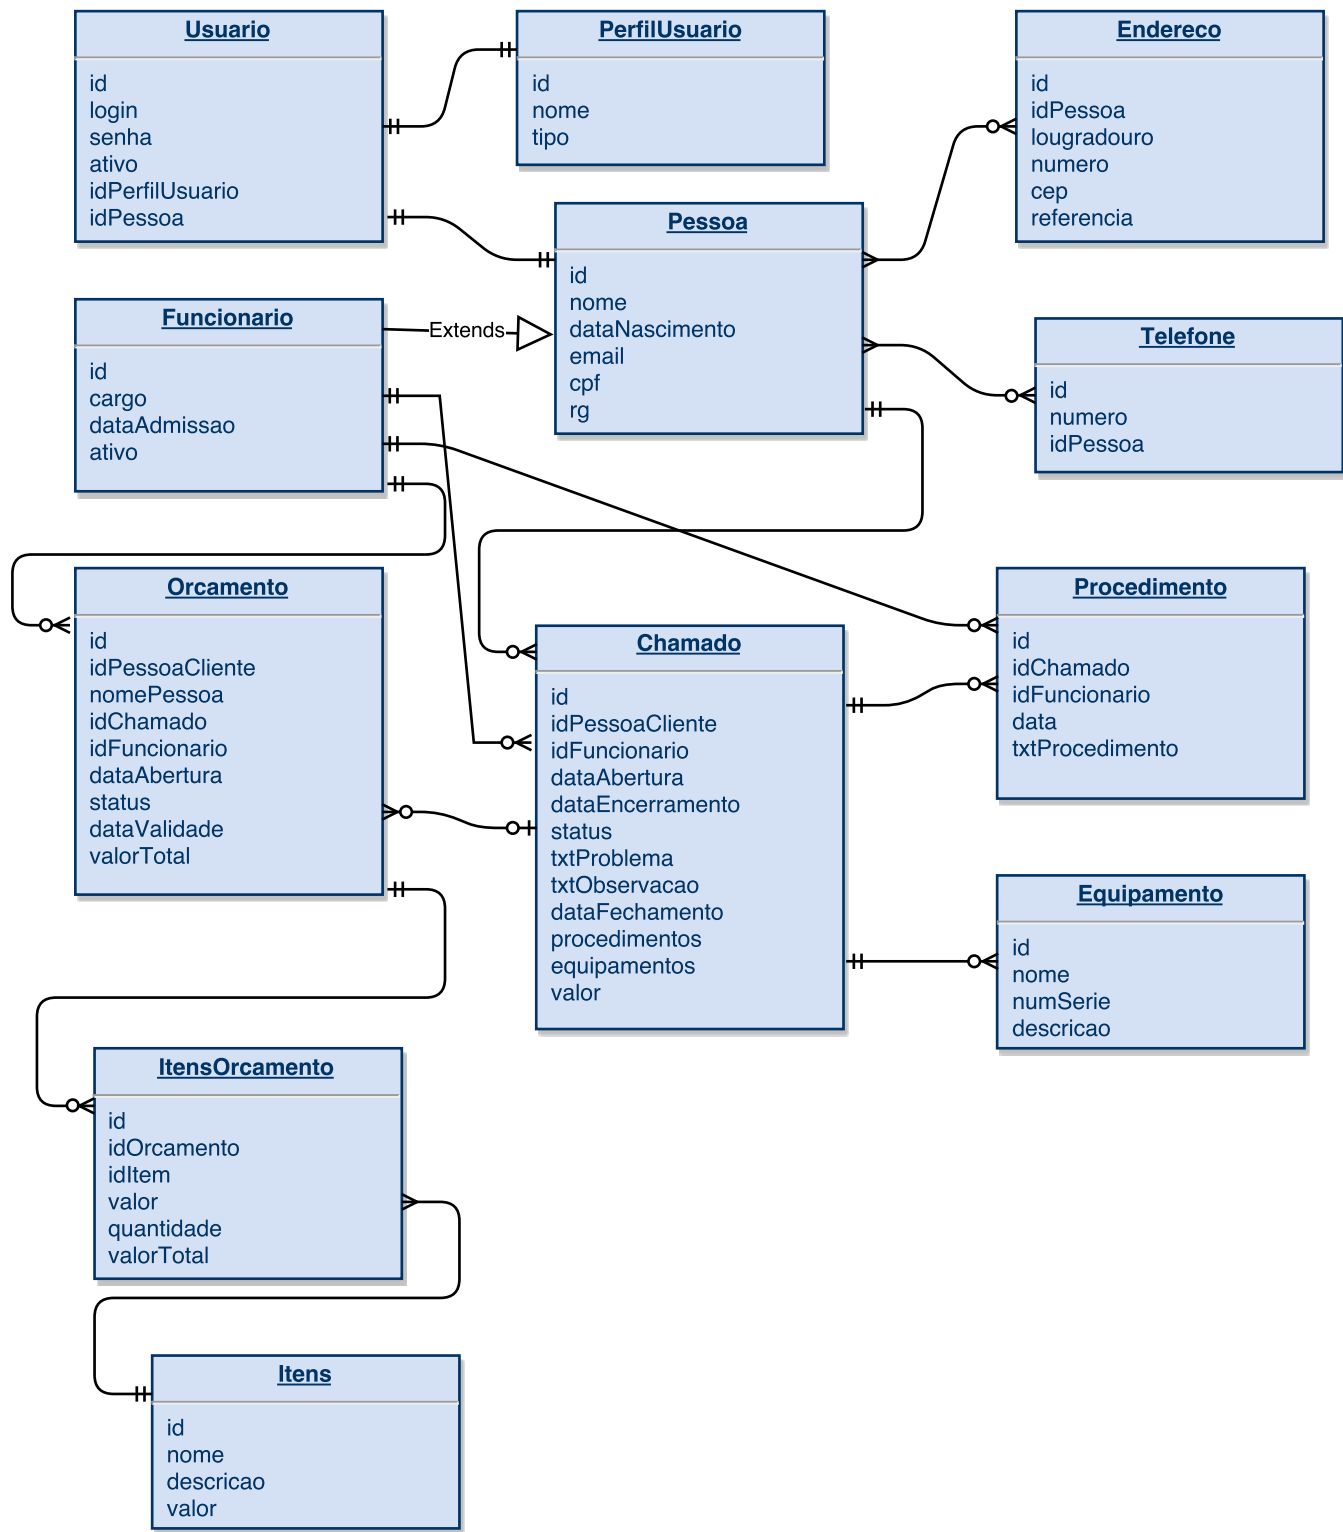 Usuario
id
login
senha
ativo
idPerfilUsuario
idPessoa
PerfilUsuario
id
nome
tipo
Endereco
id
idPessoa
lougradouro
numero
cep
referencia
Pessoa
id
nome
dataNascimento
email
cpf
rg
Funcionario
id
cargo
dataAdmissao
ativo
Extends
Telefone
id
numero
idPessoa
Orcamento
id
idPessoaCliente
nomePessoa
idChamado
idFuncionario
dataAbertura
status
dataValidade
valorTotal
Chamado
id
idPessoaCliente
idFuncionario
dataAbertura
dataEncerramento
status
txtProblema
txtObservacao
dataFechamento
procedimentos
equipamentos
valor
Procedimento
id
idChamado
idFuncionario
data
txtProcedimento
Equipamento
id
nome
numSerie
descricao
ItensOrcamento
id
idOrcamento
idItem
valor
quantidade
valorTotal
Itens
id
nome
descricao
valor